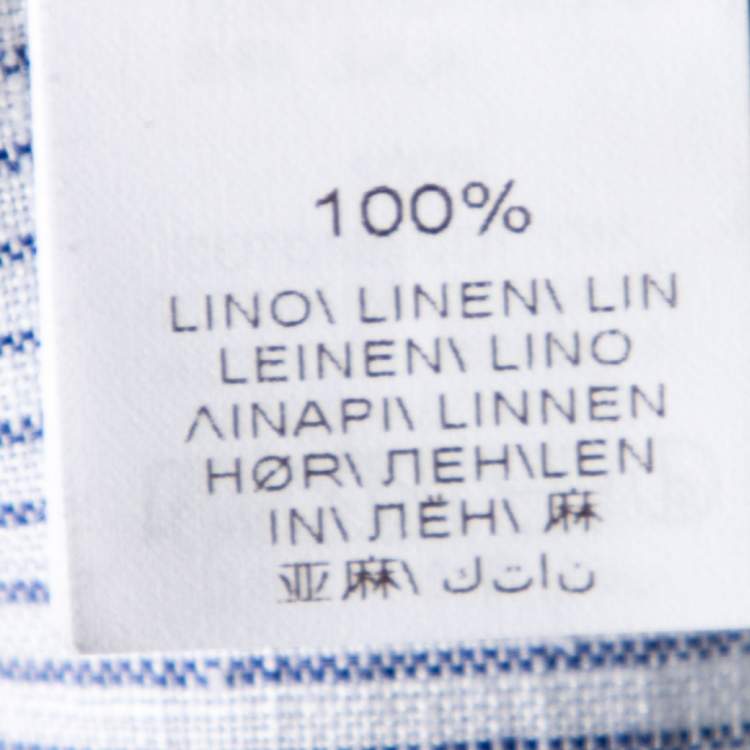 100%
LINO\ LINEN\ LIN
LEINEN\ LINO
ΛΙΝΑΡΙ\ LINNEN
HØR\ ЛЕН\LEN
IN\ ЛЁН\ 麻
亚麻\ كتان